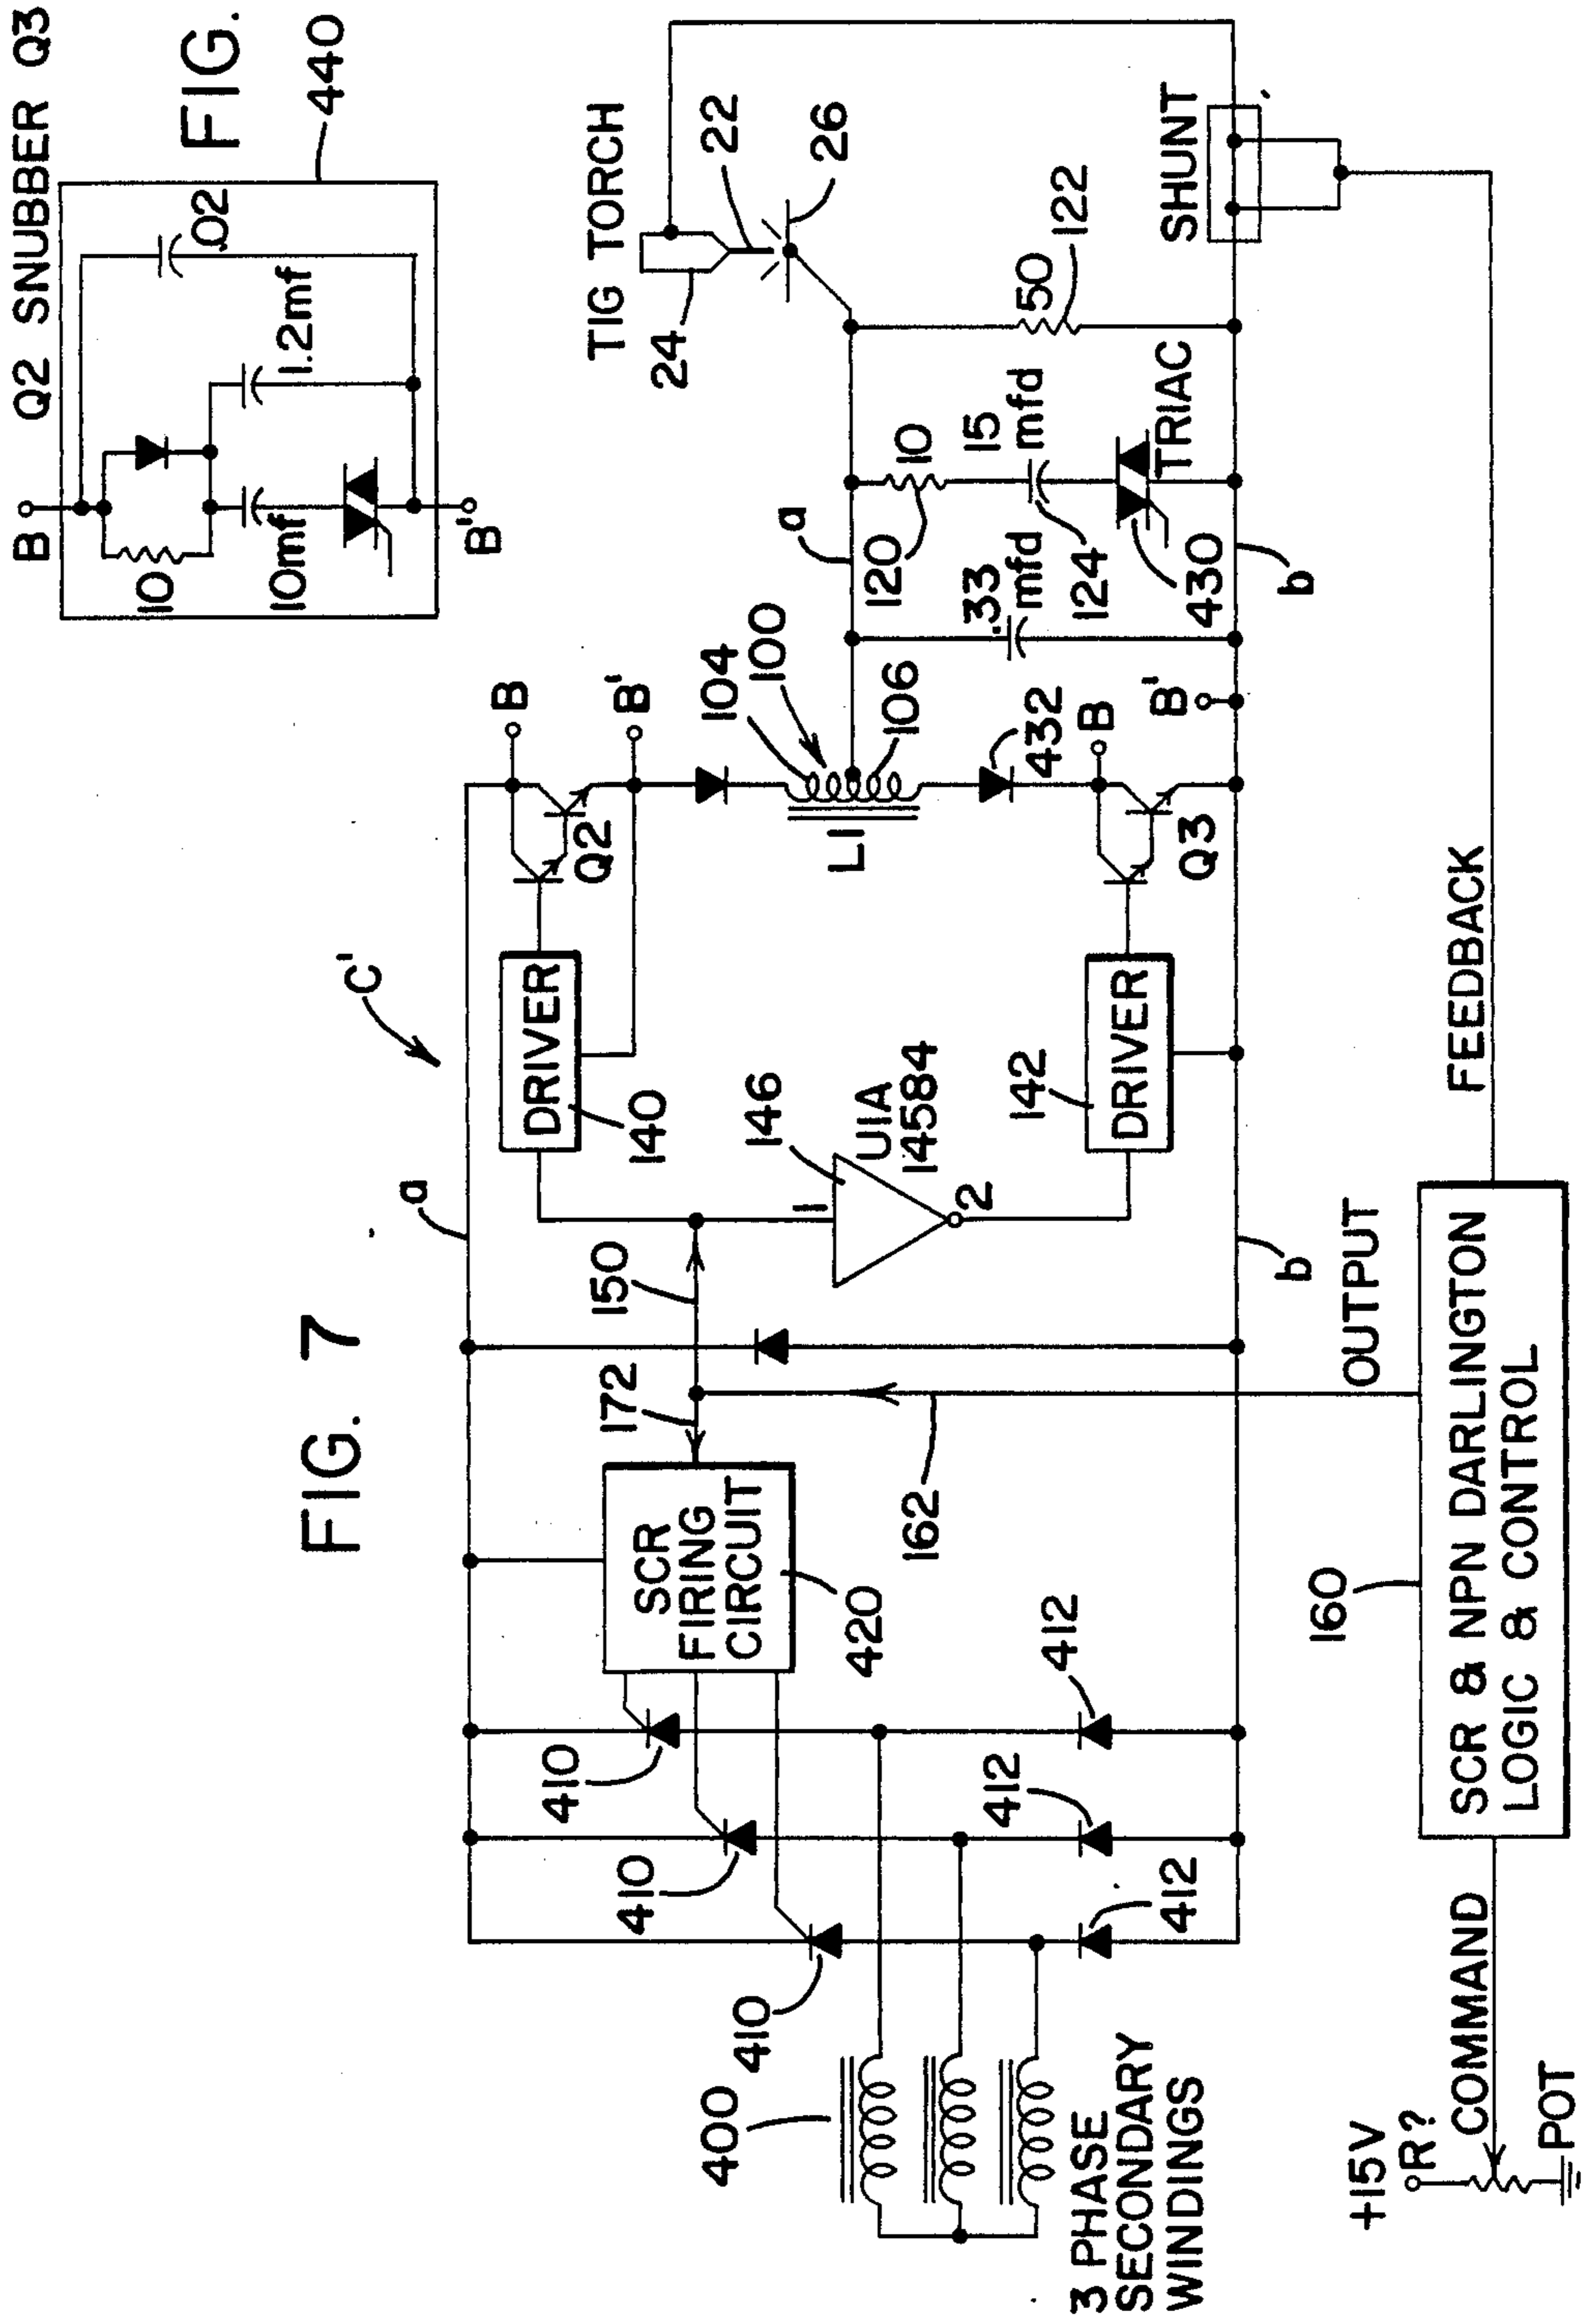 FIG. 7
Q2 SNUBBER Q3
FIG.
440
B
10
10mf
1.2mf
.02
B'
C'
a
B
Q2
B'
DRIVER
140
104
100
L1
106
432
B
B'
Q3
DRIVER
142
146
1
U1A
14584
2
150
172
162
SCR
FIRING
CIRCUIT
420
410
410
410
412
412
412
400
3 PHASE
SECONDARY
WINDINGS
a
120
10
.33
mfd
15
mfd
124
TRIAC
430
50
122
b
b
TIG TORCH
24
22
26
SHUNT
FEEDBACK
OUTPUT
160
SCR & NPN DARLINGTON
LOGIC & CONTROL
COMMAND
+15V
R?
POT